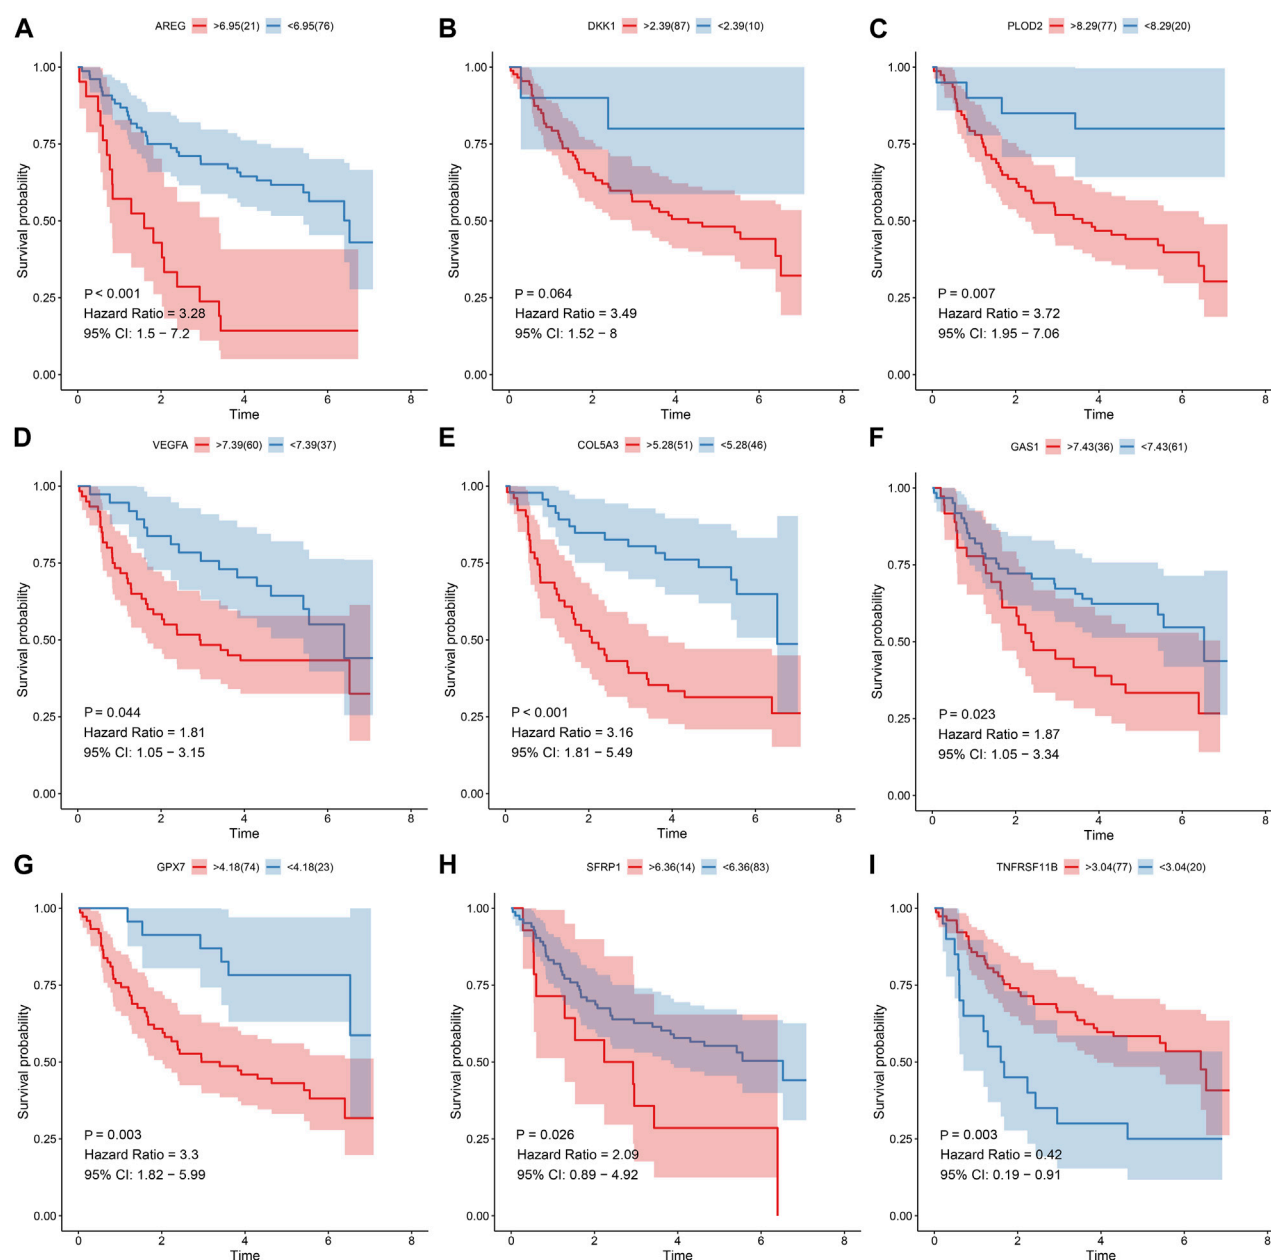 A
AREG >6.95(21) <6.95(76)
Survival probability
1.00
0.75
0.50
0.25
0.00
P < 0.001
Hazard Ratio = 3.28
95% CI: 1.5 − 7.2
0 2 4 6 8
Time
B
DKK1 >2.39(87) <2.39(10)
Survival probability
1.00
0.75
0.50
0.25
0.00
P = 0.064
Hazard Ratio = 3.49
95% CI: 1.52 − 8
0 2 4 6 8
Time
C
PLOD2 >8.29(77) <8.29(20)
Survival probability
1.00
0.75
0.50
0.25
0.00
P = 0.007
Hazard Ratio = 3.72
95% CI: 1.95 − 7.06
0 2 4 6 8
Time
D
VEGFA >7.39(60) <7.39(37)
Survival probability
1.00
0.75
0.50
0.25
0.00
P = 0.044
Hazard Ratio = 1.81
95% CI: 1.05 − 3.15
0 2 4 6 8
Time
E
COL5A3 >5.28(51) <5.28(46)
Survival probability
1.00
0.75
0.50
0.25
0.00
P < 0.001
Hazard Ratio = 3.16
95% CI: 1.81 − 5.49
0 2 4 6 8
Time
F
GAS1 >7.43(36) <7.43(61)
Survival probability
1.00
0.75
0.50
0.25
0.00
P = 0.023
Hazard Ratio = 1.87
95% CI: 1.05 − 3.34
0 2 4 6 8
Time
G
GPX7 >4.18(74) <4.18(23)
Survival probability
1.00
0.75
0.50
0.25
0.00
P = 0.003
Hazard Ratio = 3.3
95% CI: 1.82 − 5.99
0 2 4 6 8
Time
H
SFRP1 >6.36(14) <6.36(83)
Survival probability
1.00
0.75
0.50
0.25
0.00
P = 0.026
Hazard Ratio = 2.09
95% CI: 0.89 − 4.92
0 2 4 6 8
Time
I
TNFRSF11B >3.04(77) <3.04(20)
Survival probability
1.00
0.75
0.50
0.25
0.00
P = 0.003
Hazard Ratio = 0.42
95% CI: 0.19 − 0.91
0 2 4 6 8
Time